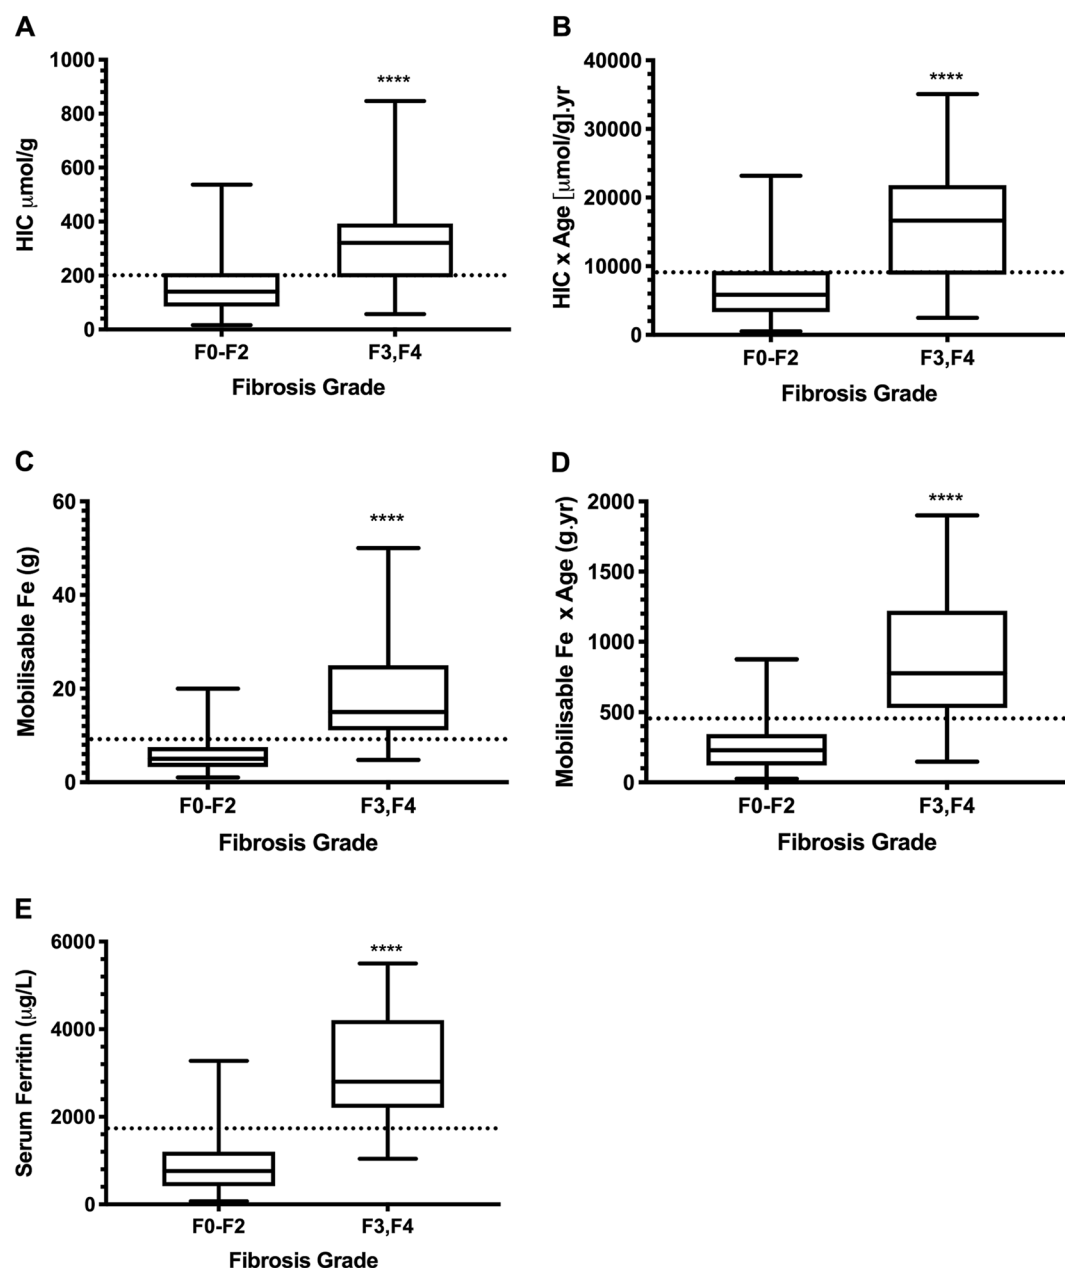 A
1000
800
600
400
200
0
HIC μmol/g
****
F0-F2
F3,F4
Fibrosis Grade
B
40000
30000
20000
10000
0
HIC x Age [μmol/g].yr
****
F0-F2
F3,F4
Fibrosis Grade
C
60
40
20
0
Mobilisable Fe (g)
****
F0-F2
F3,F4
Fibrosis Grade
D
2000
1500
1000
500
0
Mobilisable Fe x Age (g.yr)
****
F0-F2
F3,F4
Fibrosis Grade
E
6000
4000
2000
0
Serum Ferritin (μg/L)
****
F0-F2
F3,F4
Fibrosis Grade